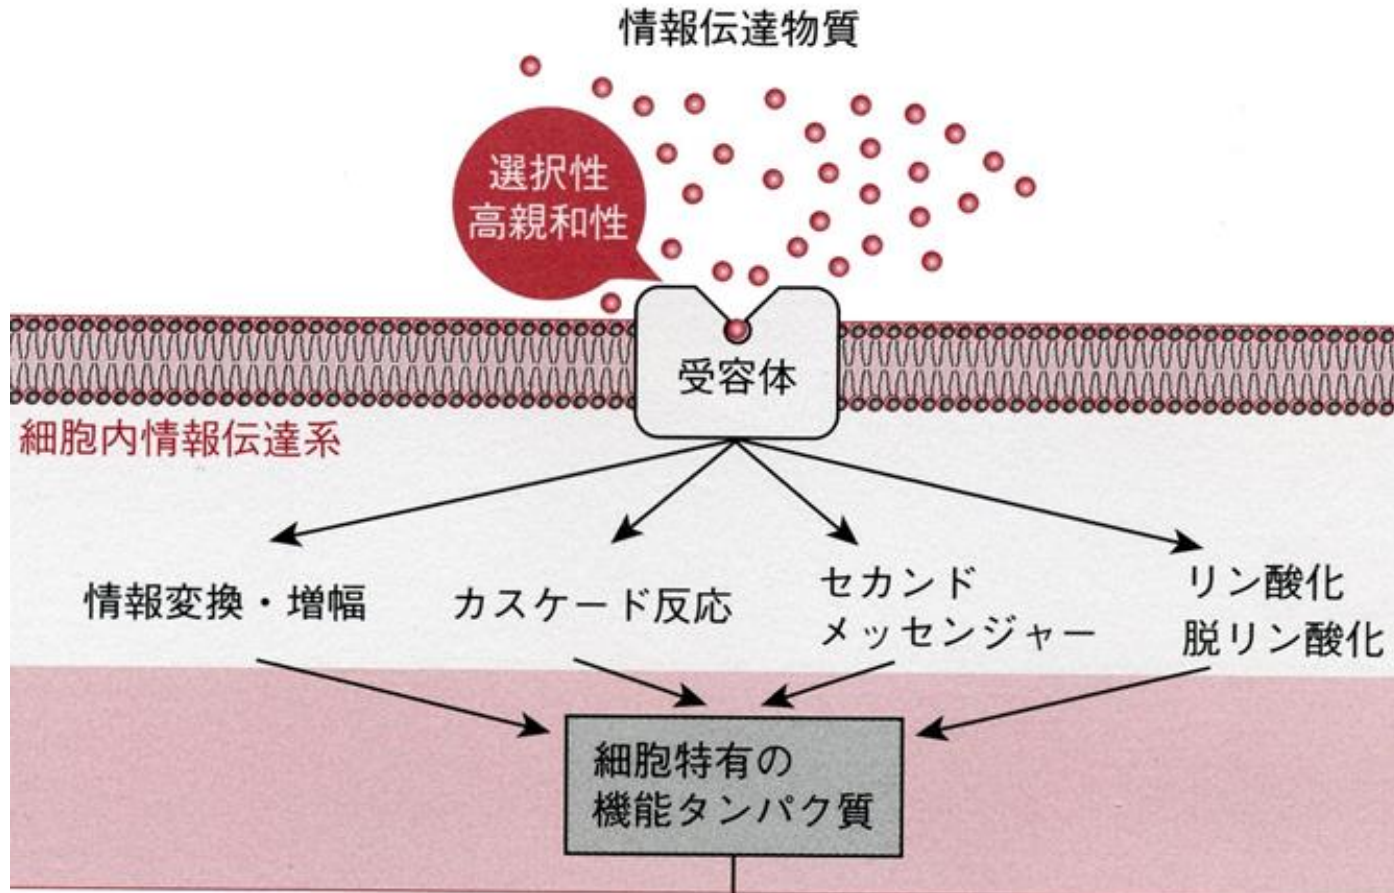 情報伝達物質
選択性
高親和性
受容体
細胞内情報伝達系
情報変換・増幅
カスケード反応
セカンド
メッセンジャー
リン酸化
脱リン酸化
細胞特有の
機能タンパク質